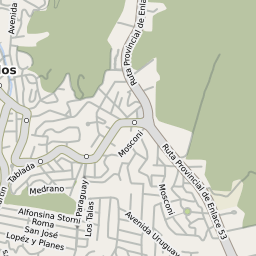 Avenida
Ruta Provincial de Enlace
los
Mosconi
Ruta Provincial de Enlace 53
Tablada
Medrano
Paraguay
Los Talas
Mosconi
Alfonsina Storni
Roma
San José
Lopéz y Planes
Avenida Uruguay